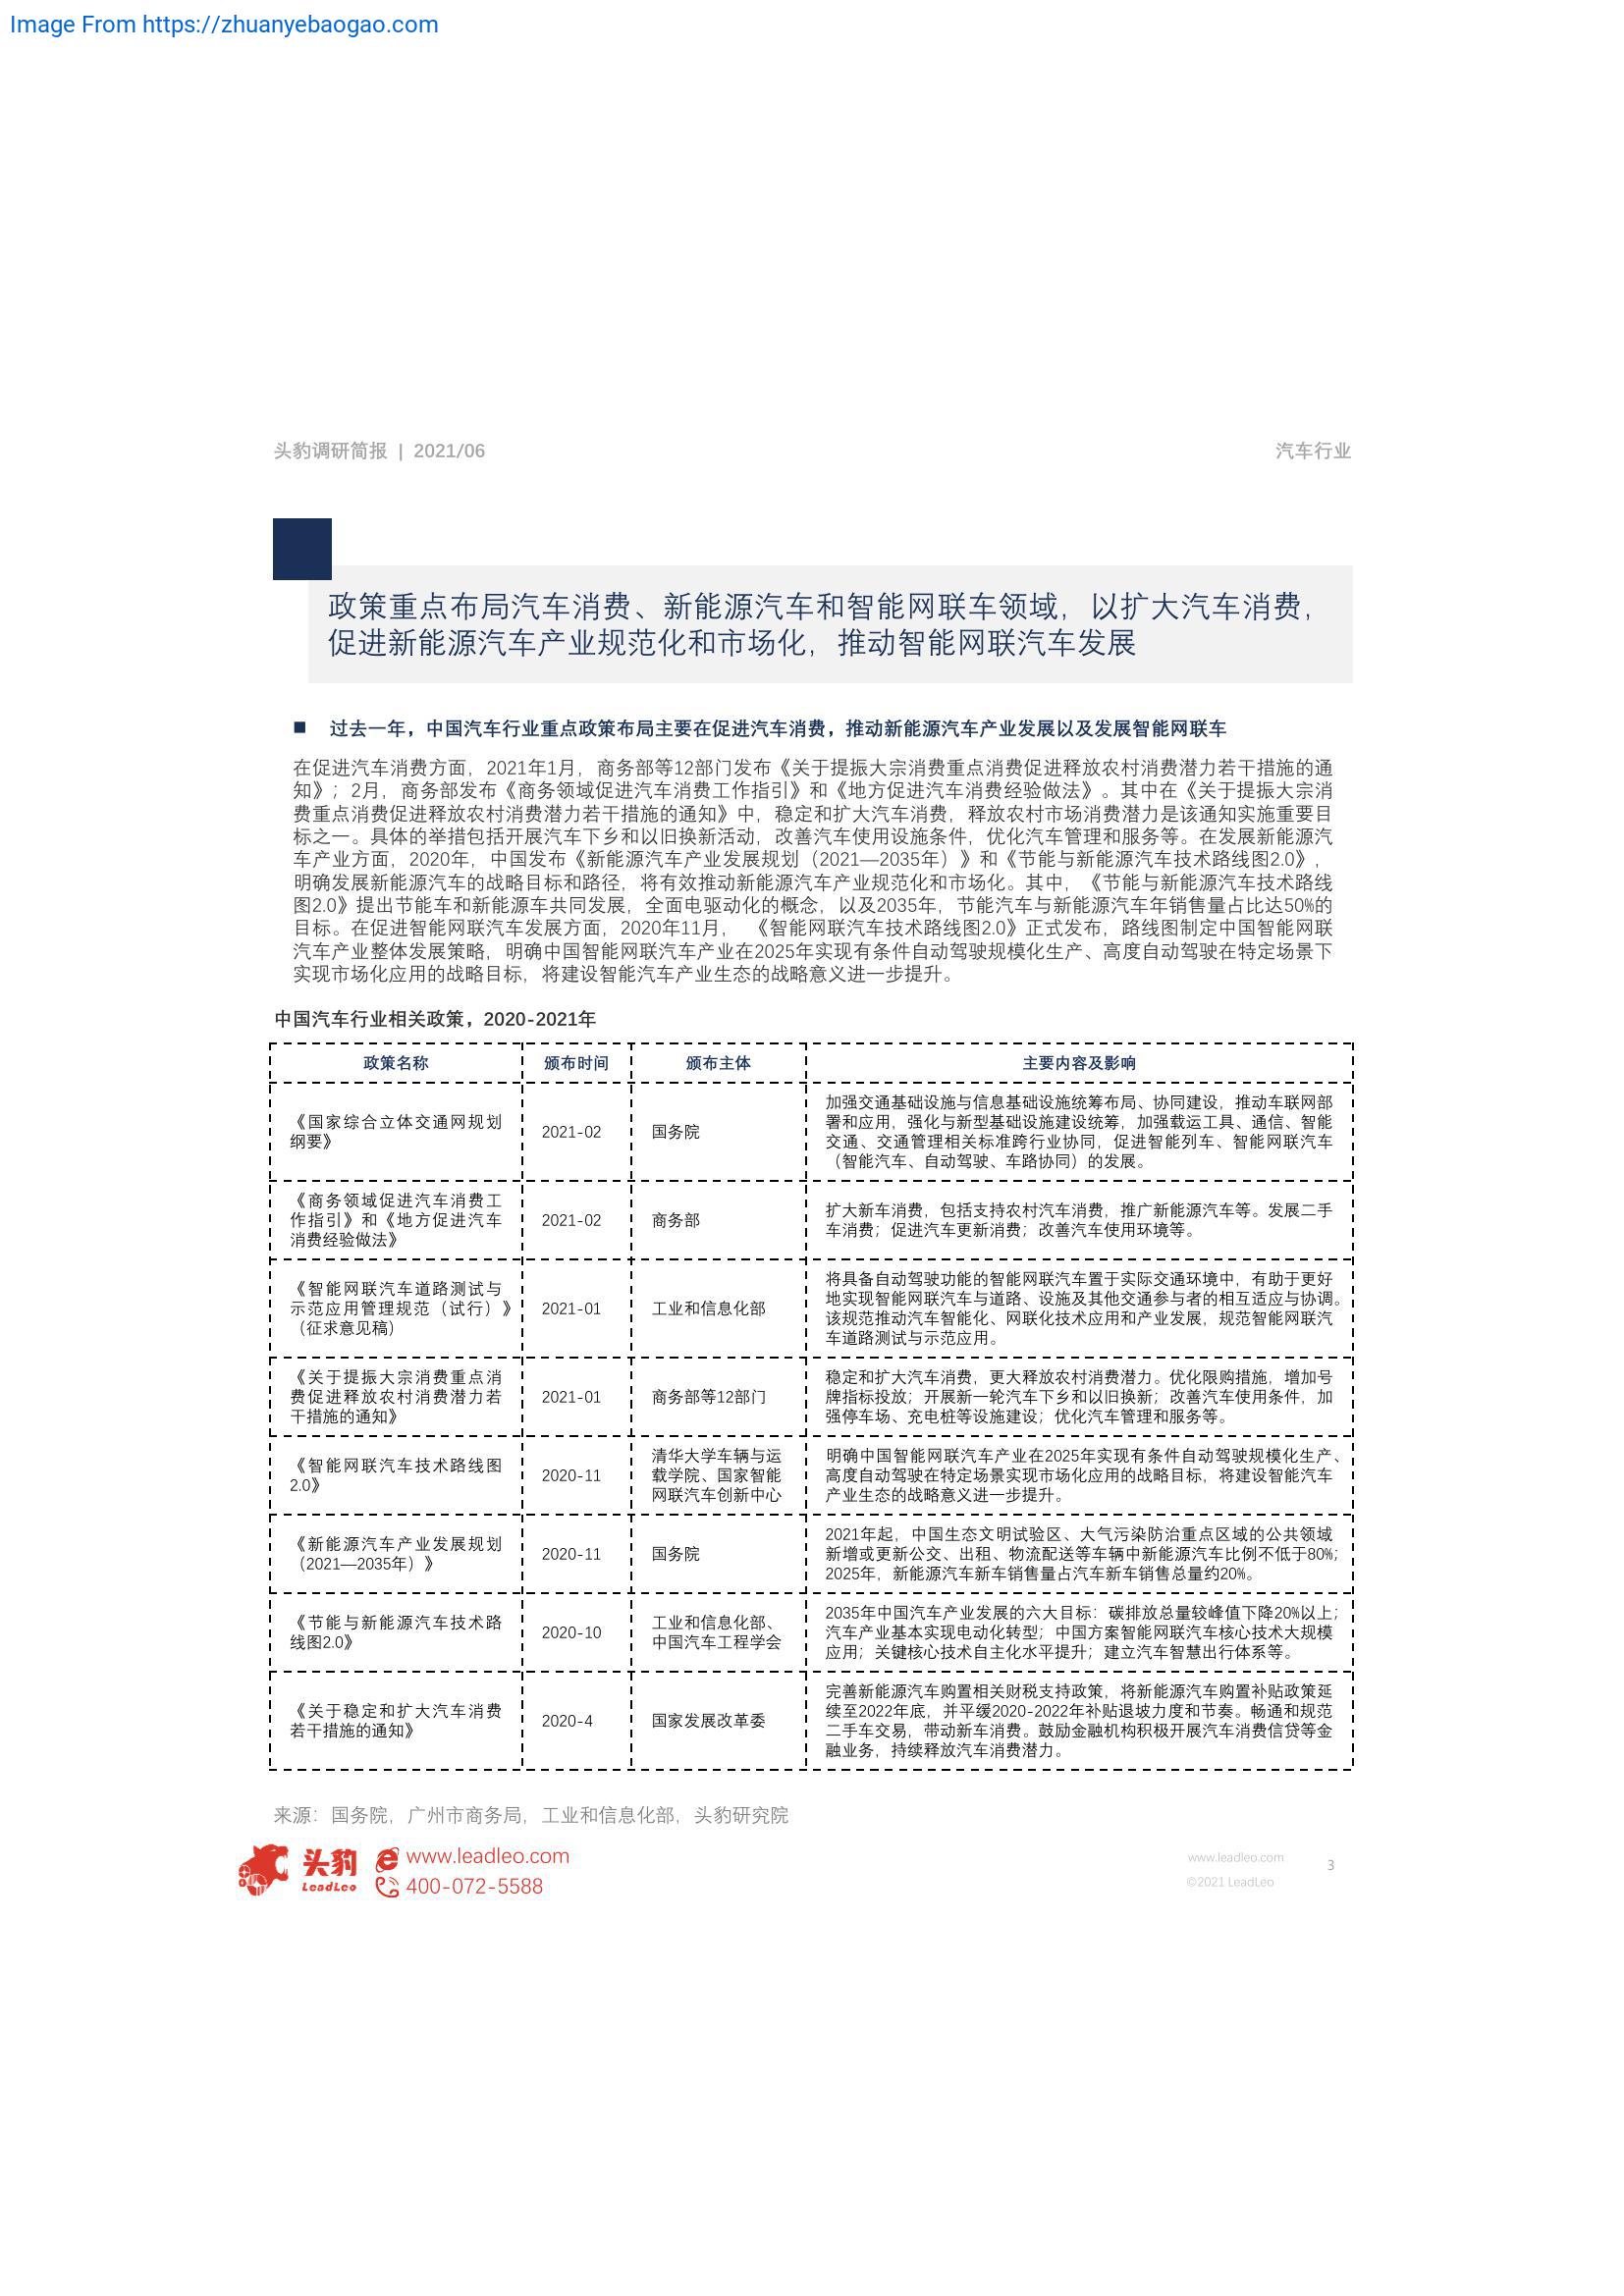 Image From https://zhuanyebaogao.com
头豹调研简报 | 2021/06
汽车行业
政策重点布局汽车消费、新能源汽车和智能网联车领域，以扩大汽车消费，
促进新能源汽车产业规范化和市场化，推动智能网联汽车发展
■ 过去一年，中国汽车行业重点政策布局主要在促进汽车消费，推动新能源汽车产业发展以及发展智能网联车
在促进汽车消费方面，2021年1月，商务部等12部门发布《关于提振大宗消费重点消费促进释放农村消费潜力若干措施的通
知》；2月，商务部发布《商务领域促进汽车消费工作指引》和《地方促进汽车消费经验做法》。其中在《关于提振大宗消
费重点消费促进释放农村消费潜力若干措施的通知》中，稳定和扩大汽车消费，释放农村市场消费潜力是该通知实施重要目
标之一。具体的举措包括开展汽车下乡和以旧换新活动，改善汽车使用设施条件，优化汽车管理和服务等。在发展新能源汽
车产业方面，2020年，中国发布《新能源汽车产业发展规划（2021—2035年）》和《节能与新能源汽车技术路线图2.0》，
明确发展新能源汽车的战略目标和路径，将有效推动新能源汽车产业规范化和市场化。其中，《节能与新能源汽车技术路线
图2.0》提出节能车和新能源车共同发展，全面电驱动化的概念，以及2035年，节能汽车与新能源汽车年销售量占比达50%的
目标。在促进智能网联汽车发展方面，2020年11月，《智能网联汽车技术路线图2.0》正式发布，路线图制定中国智能网联
汽车产业整体发展策略，明确中国智能网联汽车产业在2025年实现有条件自动驾驶规模化生产、高度自动驾驶在特定场景下
实现市场化应用的战略目标，将建设智能汽车产业生态的战略意义进一步提升。
中国汽车行业相关政策，2020-2021年
政策名称 颁布时间 颁布主体 主要内容及影响
《国家综合立体交通网规划
纲要》
2021-02
国务院
加强交通基础设施与信息基础设施统筹布局、协同建设，推动车联网部
署和应用，强化与新型基础设施建设统筹，加强载运工具、通信、智能
交通、交通管理相关标准跨行业协同，促进智能列车、智能网联汽车
（智能汽车、自动驾驶、车路协同）的发展。
《商务领域促进汽车消费工
作指引》和《地方促进汽车
消费经验做法》
2021-02
商务部
扩大新车消费，包括支持农村汽车消费，推广新能源汽车等。发展二手
车消费；促进汽车更新消费；改善汽车使用环境等。
《智能网联汽车道路测试与
示范应用管理规范（试行）》
（征求意见稿）
2021-01
工业和信息化部
将具备自动驾驶功能的智能网联汽车置于实际交通环境中，有助于更好
地实现智能网联汽车与道路、设施及其他交通参与者的相互适应与协调。
该规范推动汽车智能化、网联化技术应用和产业发展，规范智能网联汽
车道路测试与示范应用。
《关于提振大宗消费重点消
费促进释放农村消费潜力若
干措施的通知》
2021-01
商务部等12部门
稳定和扩大汽车消费，更大释放农村消费潜力。优化限购措施，增加号
牌指标投放；开展新一轮汽车下乡和以旧换新；改善汽车使用条件，加
强停车场、充电桩等设施建设；优化汽车管理和服务等。
《智能网联汽车技术路线图
2.0》
2020-11
清华大学车辆与运
载学院、国家智能
网联汽车创新中心
明确中国智能网联汽车产业在2025年实现有条件自动驾驶规模化生产、
高度自动驾驶在特定场景实现市场化应用的战略目标，将建设智能汽车
产业生态的战略意义进一步提升。
《新能源汽车产业发展规划
（2021—2035年）》
2020-11
国务院
2021年起，中国生态文明试验区、大气污染防治重点区域的公共领域
新增或更新公交、出租、物流配送等车辆中新能源汽车比例不低于80%；
2025年，新能源汽车新车销售量占汽车新车销售总量约20%。
《节能与新能源汽车技术路
线图2.0》
2020-10
工业和信息化部、
中国汽车工程学会
2035年中国汽车产业发展的六大目标：碳排放总量较峰值下降20%以上；
汽车产业基本实现电动化转型；中国方案智能网联汽车核心技术大规模
应用；关键核心技术自主化水平提升；建立汽车智慧出行体系等。
《关于稳定和扩大汽车消费
若干措施的通知》
2020-4
国家发展改革委
完善新能源汽车购置相关财税支持政策，将新能源汽车购置补贴政策延
续至2022年底，并平缓2020-2022年补贴退坡力度和节奏。畅通和规范
二手车交易，带动新车消费。鼓励金融机构积极开展汽车消费信贷等金
融业务，持续释放汽车消费潜力。
来源：国务院，广州市商务局，工业和信息化部，头豹研究院
头豹
LeadLeo
www.leadleo.com
400-072-5588
www.leadleo.com
©2021 LeadLeo
3